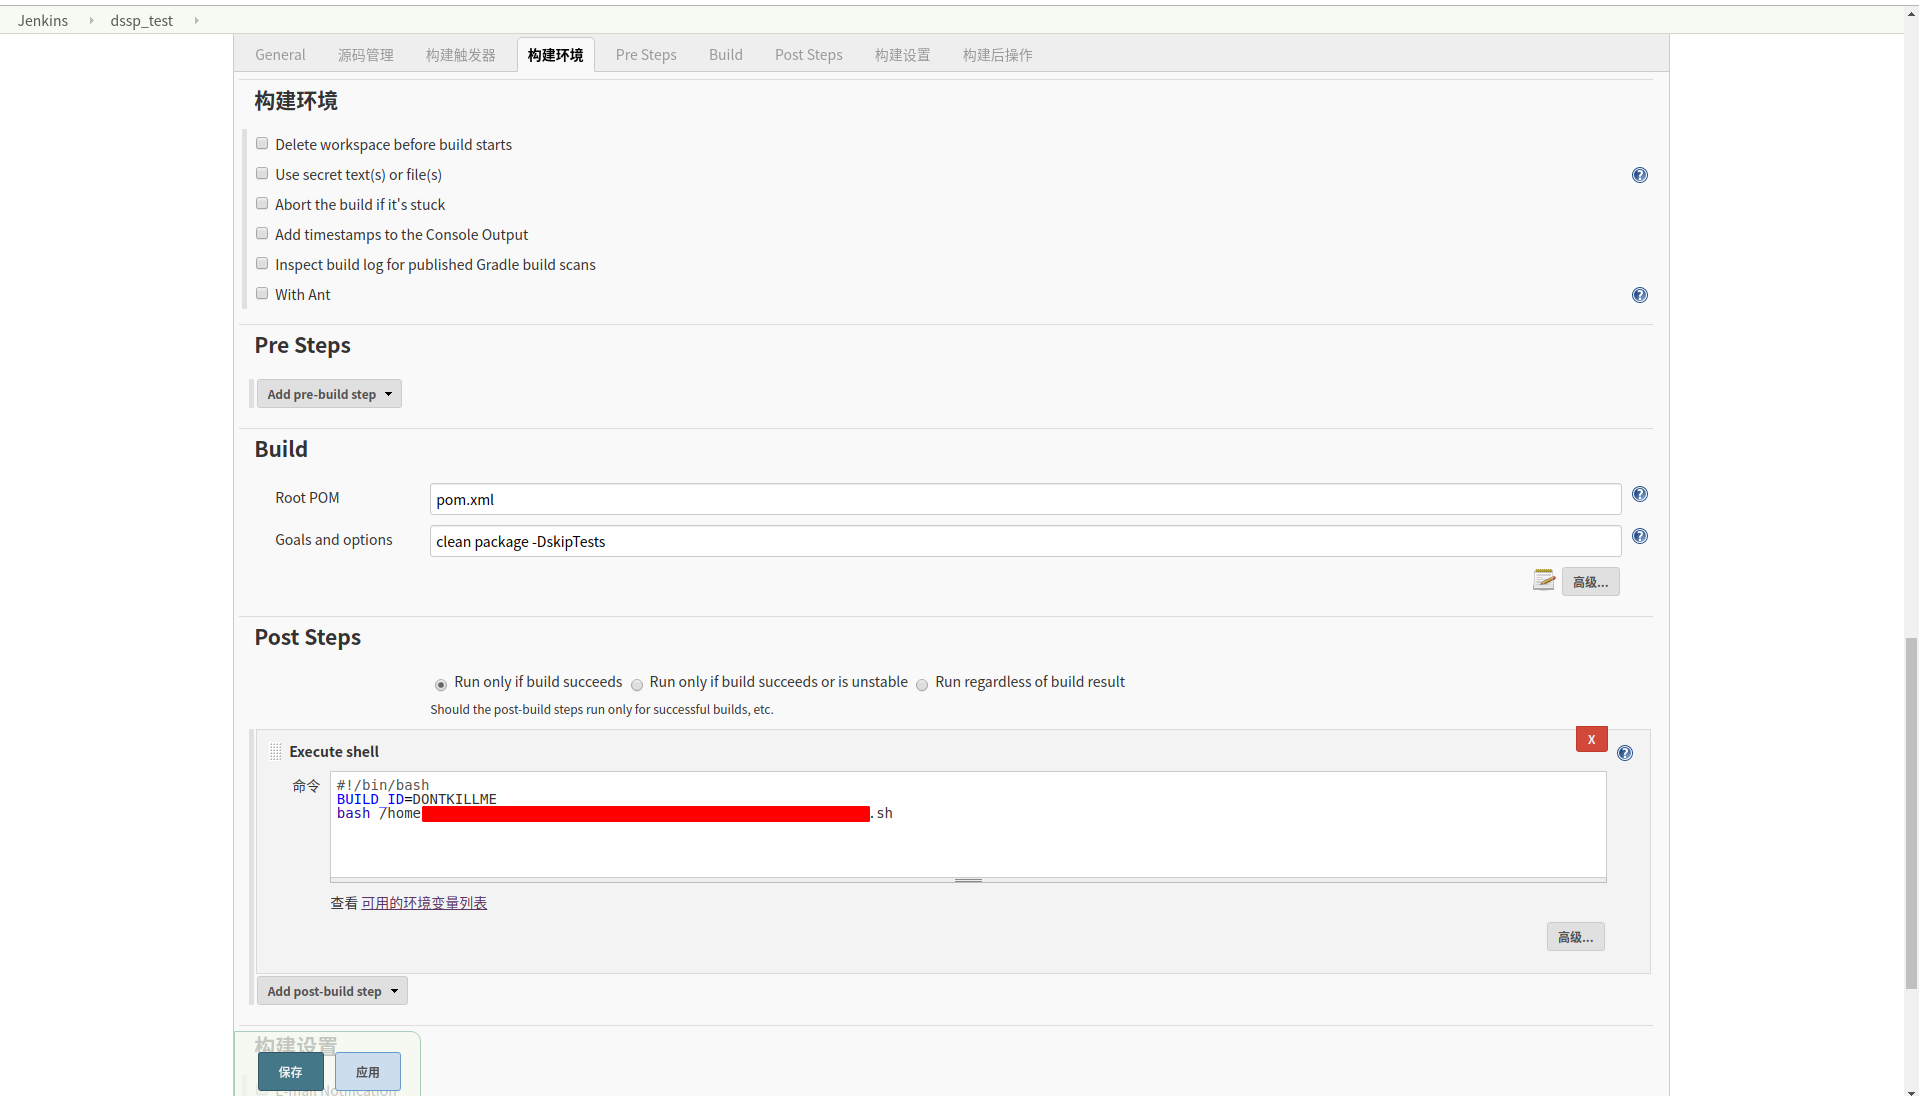 Jenkins dssp_test
General 源码管理 构建触发器 构建环境 Pre Steps Build Post Steps 构建设置 构建后操作
构建环境
Delete workspace before build starts
Use secret text(s) or file(s)
Abort the build if it's stuck
Add timestamps to the Console Output
Inspect build log for published Gradle build scans
With Ant
Pre Steps
Add pre-build step
Build
Root POM pom.xml
Goals and options clean package -DskipTests
高级...
Post Steps
Run only if build succeeds Run only if build succeeds or is unstable Run regardless of build result
Should the post-build steps run only for successful builds, etc.
X
Execute shell
命令 #!/bin/bash
BUILD_ID=DONTKILLME
bash /home .sh
查看 可用的环境变量列表
高级...
Add post-build step
构建设置
保存 应用
E-mail Notification